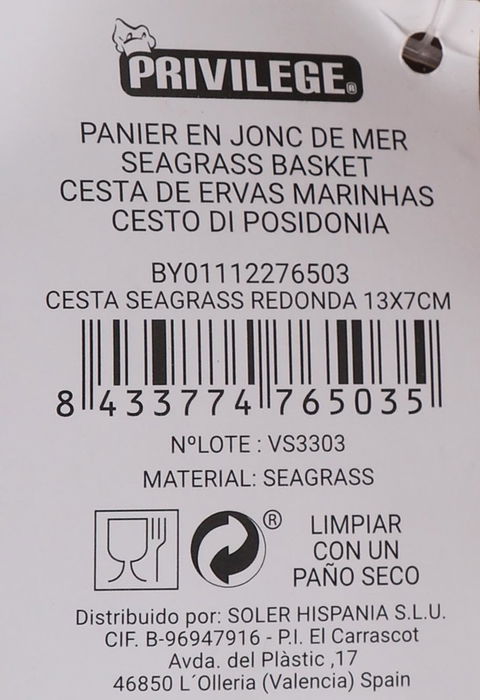 PRIVILEGE®
PANIER EN JONC DE MER
SEAGRASS BASKET
CESTA DE ERVAS MARINHAS
CESTO DI POSIDONIA
BY01112276503
CESTA SEAGRASS REDONDA 13X7CM
8 433774 765035
NºLOTE : VS3303
MATERIAL: SEAGRASS
®
LIMPIAR
CON UN
PAÑO SECO
Distribuido por: SOLER HISPANIA S.L.U.
CIF. B-96947916 - P.I. El Carrascot
Avda. del Plàstic ,17
46850 L´Olleria (Valencia) Spain